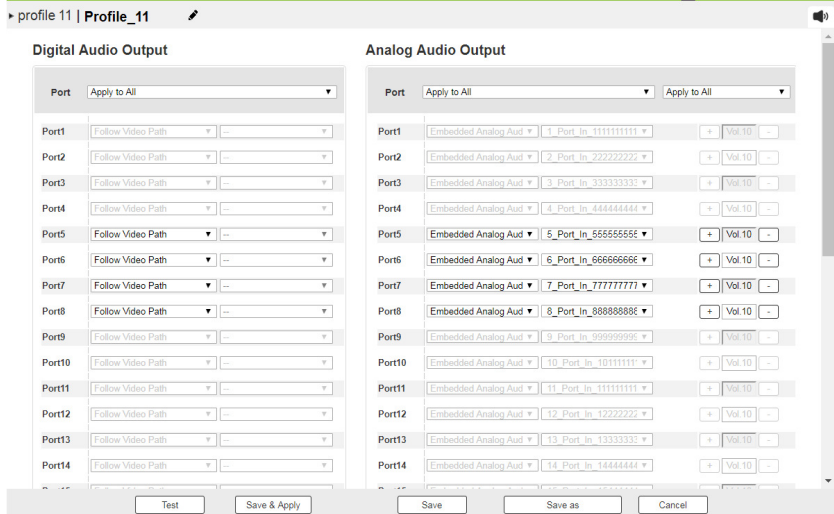 profile 11 | Profile_11
Digital Audio Output
Analog Audio Output
Port Apply to All
Port Apply to All Apply to All
Port1 Follow Video Path --
Port1 Embedded Analog Aud 1_Port_In_1111111111 + Vol.10 -
Port2 Follow Video Path --
Port2 Embedded Analog Aud 2_Port_In_222222222 + Vol.10 -
Port3 Follow Video Path --
Port3 Embedded Analog Aud 3_Port_In_333333333 + Vol.10 -
Port4 Follow Video Path --
Port4 Embedded Analog Aud 4_Port_In_444444444 + Vol.10 -
Port5 Follow Video Path --
Port5 Embedded Analog Aud 5_Port_In_555555555 + Vol.10 -
Port6 Follow Video Path --
Port6 Embedded Analog Aud 6_Port_In_666666666 + Vol.10 -
Port7 Follow Video Path --
Port7 Embedded Analog Aud 7_Port_In_777777777 + Vol.10 -
Port8 Follow Video Path --
Port8 Embedded Analog Aud 8_Port_In_888888888 + Vol.10 -
Port9 Follow Video Path --
Port9 Embedded Analog Aud 9_Port_In_999999999 + Vol.10 -
Port10 Follow Video Path --
Port10 Embedded Analog Aud 10_Port_In_1011111 + Vol.10 -
Port11 Follow Video Path --
Port11 Embedded Analog Aud 11_Port_In_11111111 + Vol.10 -
Port12 Follow Video Path --
Port12 Embedded Analog Aud 12_Port_In_12222222 + Vol.10 -
Port13 Follow Video Path --
Port13 Embedded Analog Aud 13_Port_In_13333333 + Vol.10 -
Port14 Follow Video Path --
Port14 Embedded Analog Aud 14_Port_In_14444444 + Vol.10 -
Test Save & Apply Save Save as Cancel